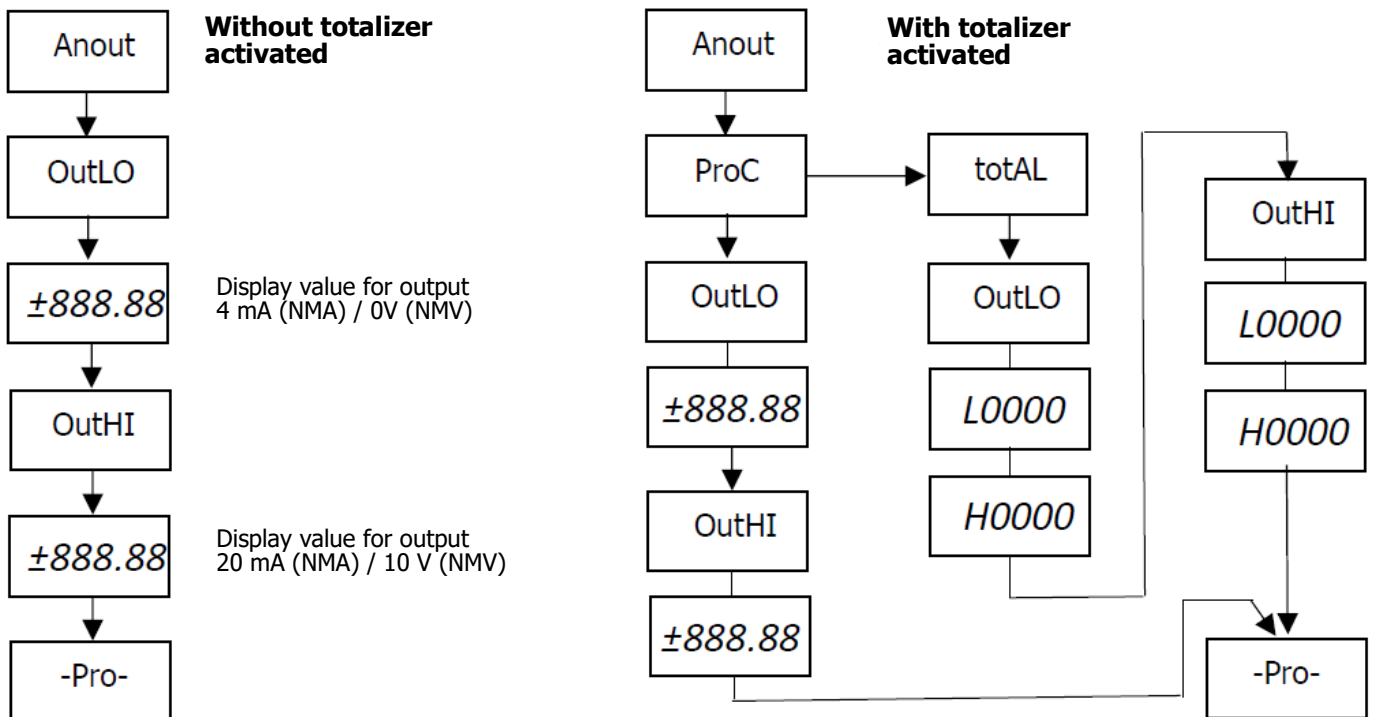 Without totalizer
activated
Anout
OutLO
±888.88
Display value for output
4 mA (NMA) / 0V (NMV)
OutHI
±888.88
Display value for output
20 mA (NMA) / 10 V (NMV)
-Pro-
With totalizer
activated
Anout
ProC
OutLO
±888.88
OutHI
±888.88
totAL
OutLO
L0000
H0000
OutHI
L0000
H0000
-Pro-